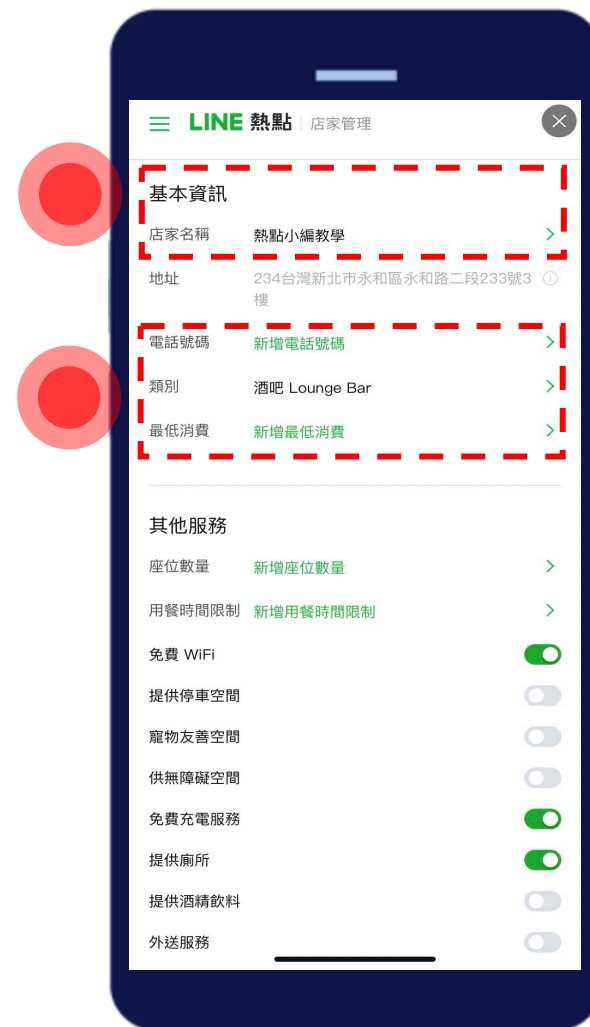 LINE 熱點 店家管理
基本資訊
店家名稱 熱點小編教學
地址 234台灣新北市永和區永和路二段233號3
樓
電話號碼 新增電話號碼
類別 酒吧 Lounge Bar
最低消費 新增最低消費
其他服務
座位數量 新增座位數量
用餐時間限制 新增用餐時間限制
免費 WiFi
提供停車空間
寵物友善空間
供無障礙空間
免費充電服務
提供廁所
提供酒精飲料
外送服務